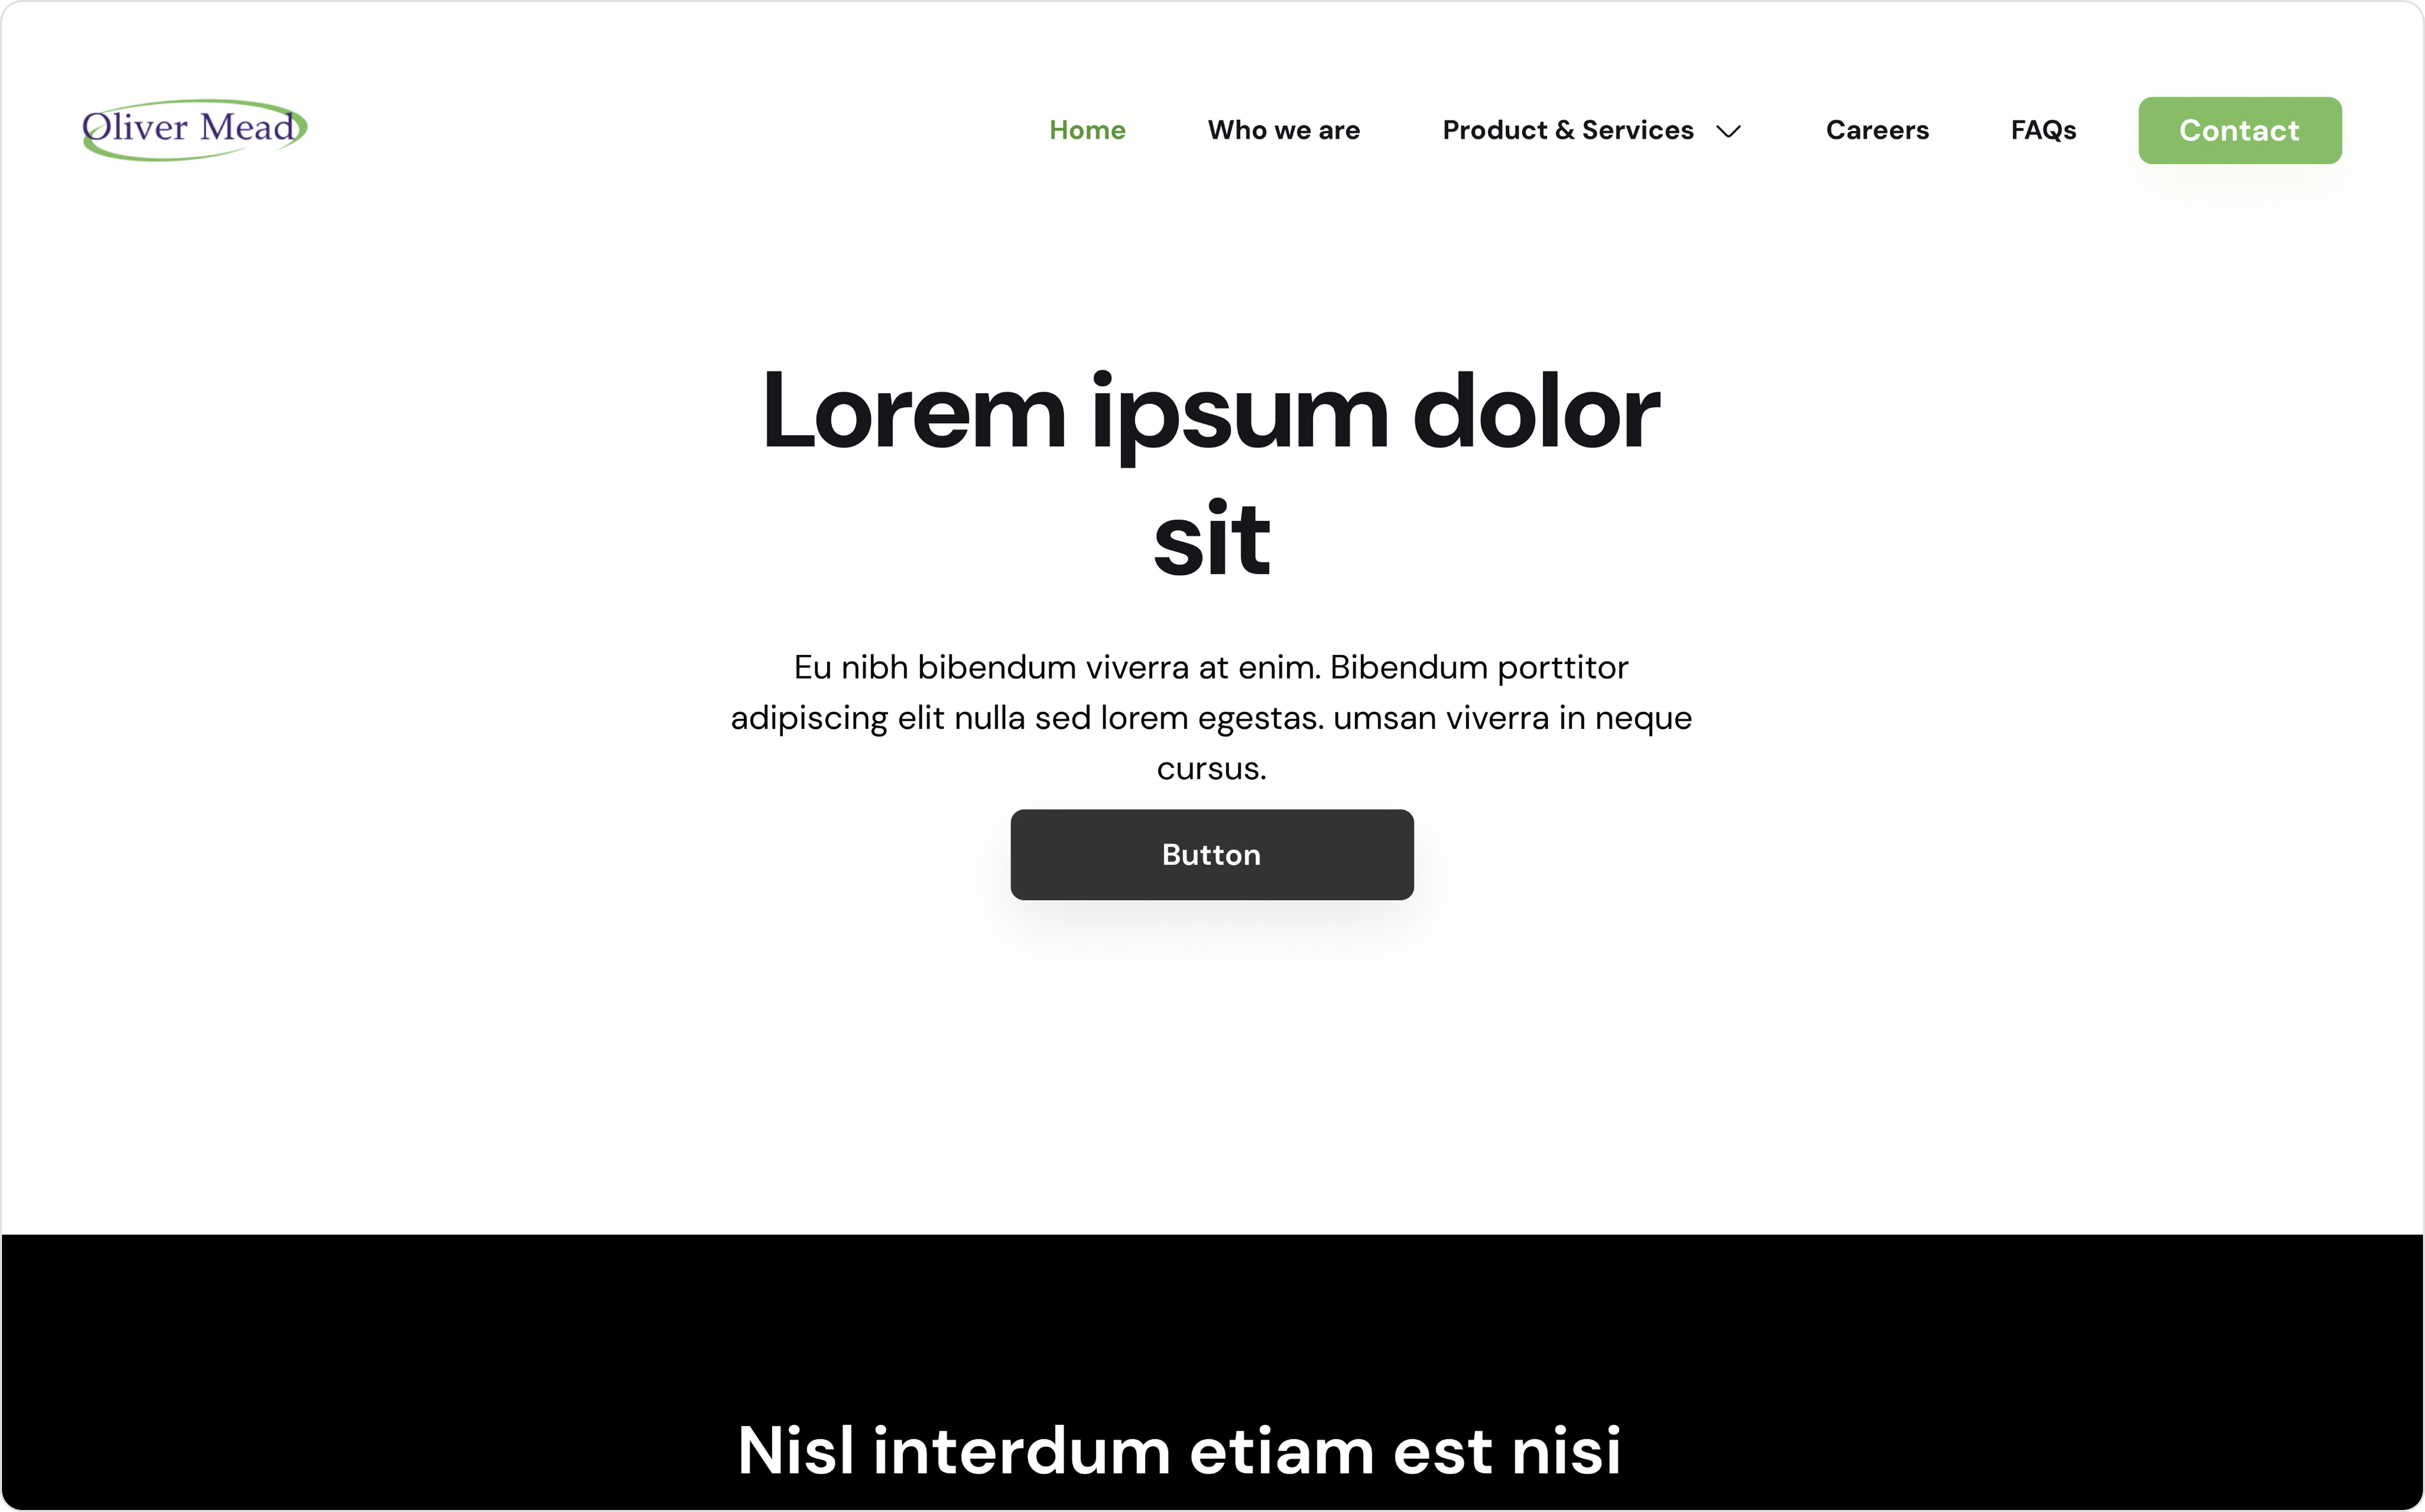 Oliver Mead
Home Who we are Product & Services Careers FAQs Contact
Lorem ipsum dolor
sit
Eu nibh bibendum viverra at enim. Bibendum porttitor
adipiscing elit nulla sed lorem egestas. umsan viverra in neque
cursus.
Button
Nisl interdum etiam est nisi